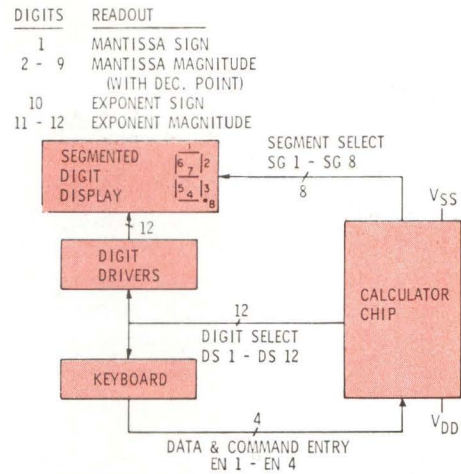 DIGITS READOUT
1 MANTISSA SIGN
2 - 9 MANTISSA MAGNITUDE
(WITH DEC. POINT)
10 EXPONENT SIGN
11 - 12 EXPONENT MAGNITUDE
SEGMENTED
DIGIT
DISPLAY
1
6 2
7
5 3
4
8
SEGMENT SELECT
SG 1 - SG 8
8
VSS
12
DIGIT
DRIVERS
CALCULATOR
CHIP
12
DIGIT SELECT
DS 1 - DS 12
KEYBOARD
4
VDD
DATA & COMMAND ENTRY
EN 1 - EN 4